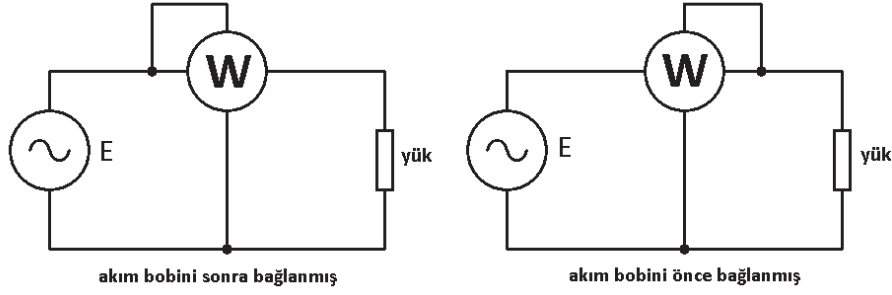 W
E
yük
akım bobini sonra bağlanmış
W
E
yük
akım bobini önce bağlanmış